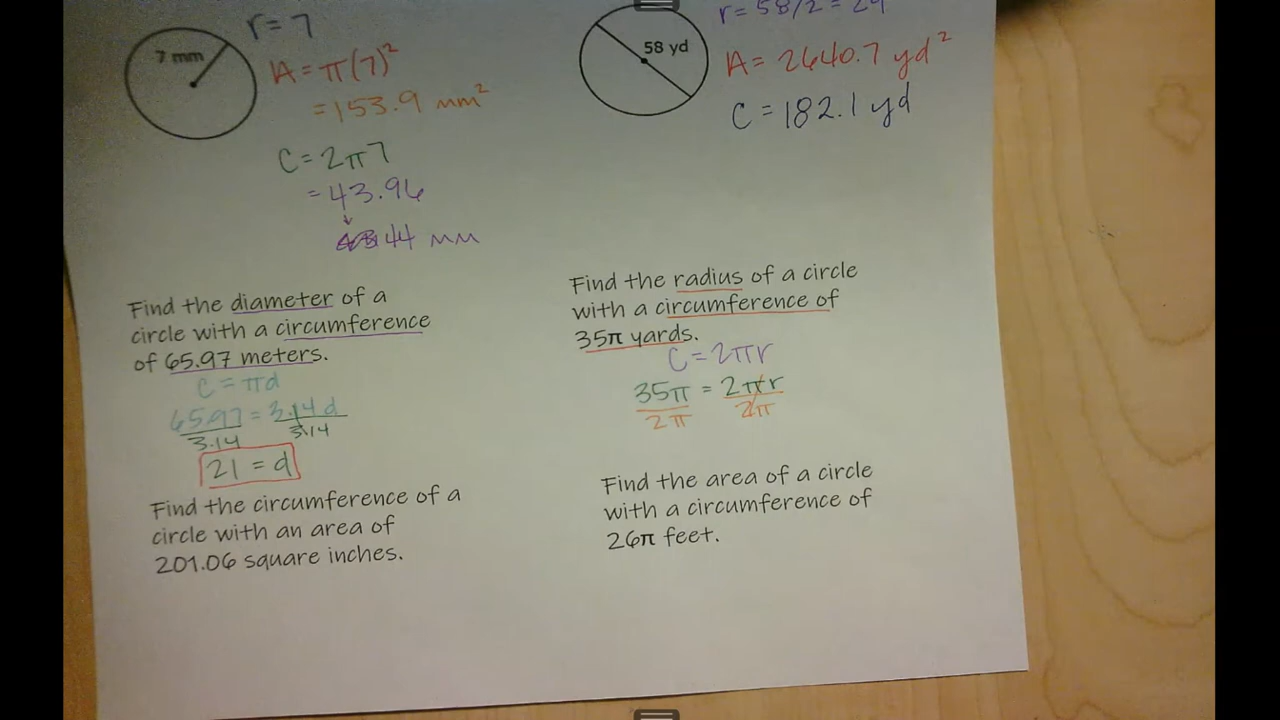 7 mm
r = 7
A = π(7)²
= 153.9 mm²
C = 2π7
= 43.96
44 mm
58 yd
r = 58/2 = 29
A = 2640.7 yd²
C = 182.1 yd
Find the diameter of a
circle with a circumference
of 65.97 meters.
C = πd
65.97 = 3.14 d
3.14 3.14
21 = d
Find the radius of a circle
with a circumference of
35π yards.
C = 2πr
35π = 2πr
2π 2π
Find the circumference of a
circle with an area of
201.06 square inches.
Find the area of a circle
with a circumference of
26π feet.